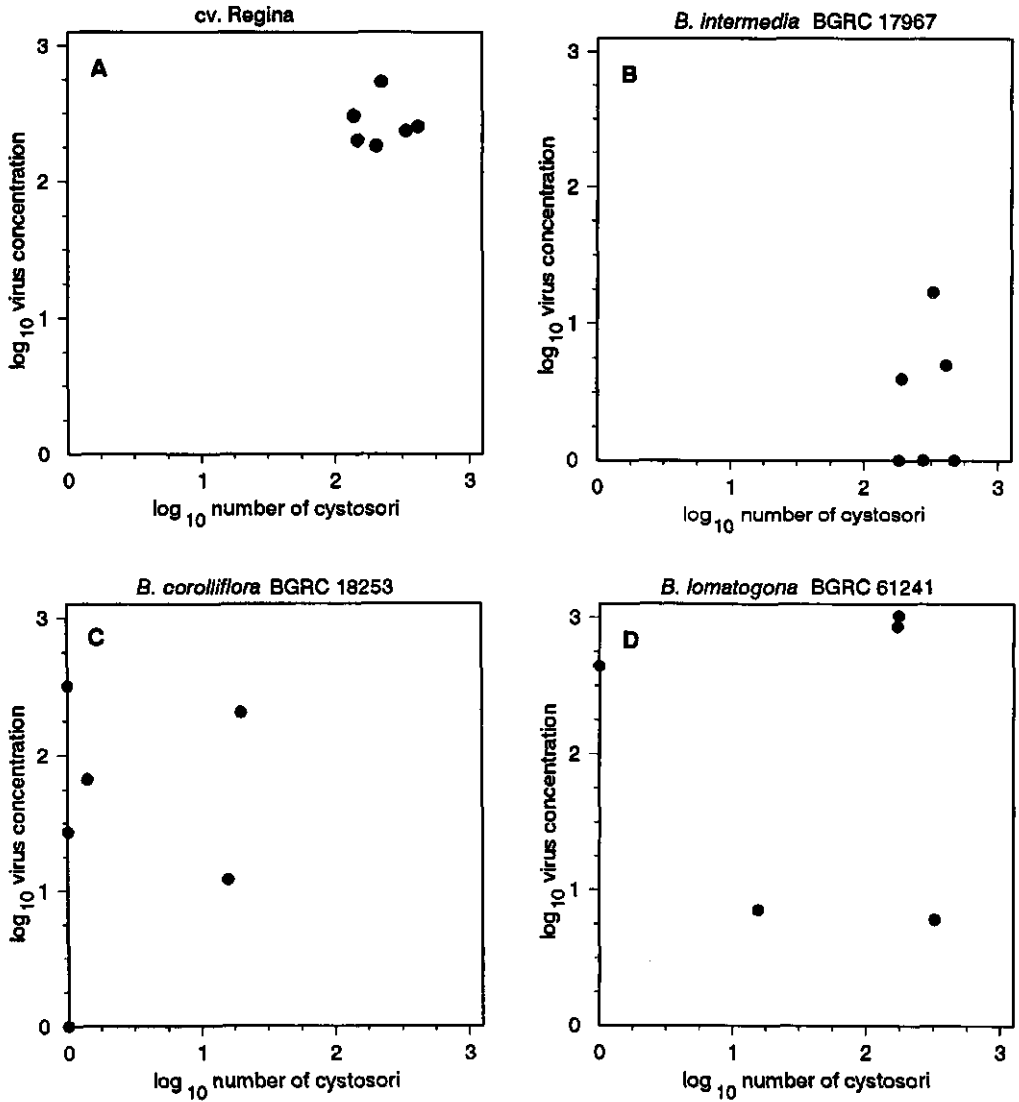 cv. Regina
A
3
2
1
0
log10 virus concentration
0 1 2 3
log10 number of cystosori
B. intermedia BGRC 17967
B
3
2
1
0
log10 virus concentration
0 1 2 3
log10 number of cystosori
B. corolliflora BGRC 18253
C
3
2
1
0
log10 virus concentration
0 1 2 3
log10 number of cystosori
B. lomatogona BGRC 61241
D
3
2
1
0
log10 virus concentration
0 1 2 3
log10 number of cystosori